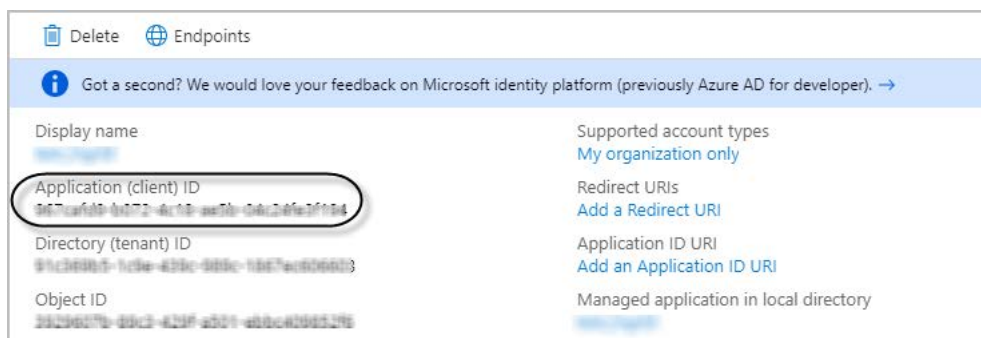 Delete Endpoints
Got a second? We would love your feedback on Microsoft identity platform (previously Azure AD for developer). →
Display name
Application (client) ID
Directory (tenant) ID
Object ID
Supported account types
My organization only
Redirect URIs
Add a Redirect URI
Application ID URI
Add an Application ID URI
Managed application in local directory